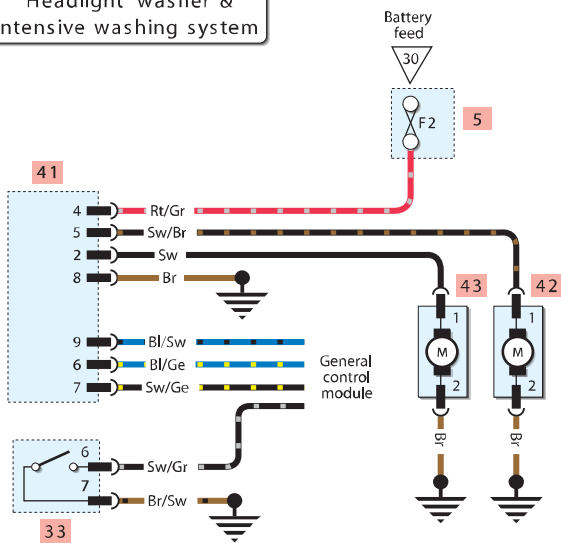 Headlight washer &
ntensive washing system
Battery
feed
30
F2
5
41
4 Rt/Gr
5 Sw/Br
2 Sw
8 Br
43
42
1
1
M
M
2
2
Br
Br
9 Bl/Sw
6 Bl/Ge
7 Sw/Ge
General
control
module
6 Sw/Gr
7 Br/Sw
33